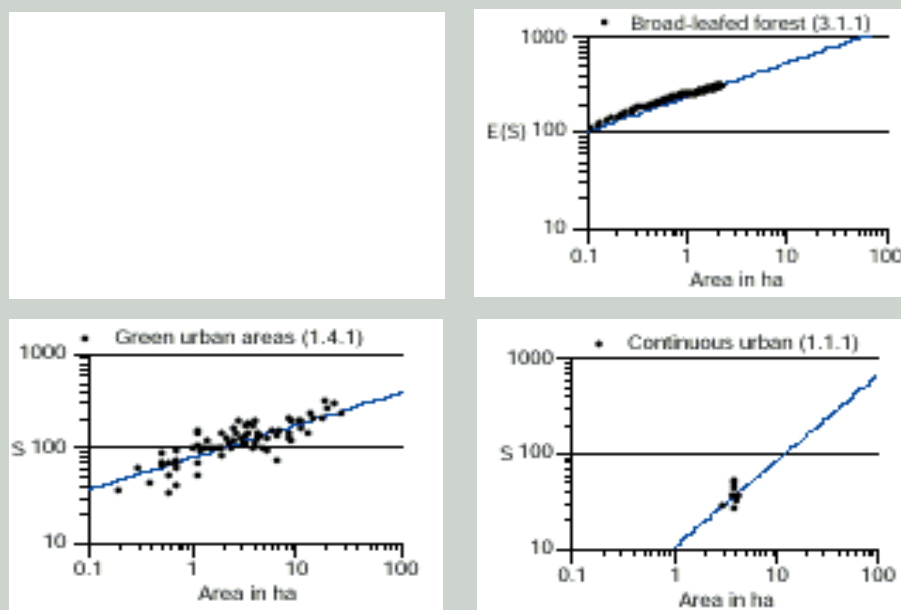 Broad-leafed forest (3.1.1)
1000
E(S) 100
10
0.1 1 10 100
Area in ha
Green urban areas (1.4.1)
1000
S 100
10
0.1 1 10 100
Area in ha
Continuous urban (1.1.1)
1000
S 100
10
0.1 1 10 100
Area in ha